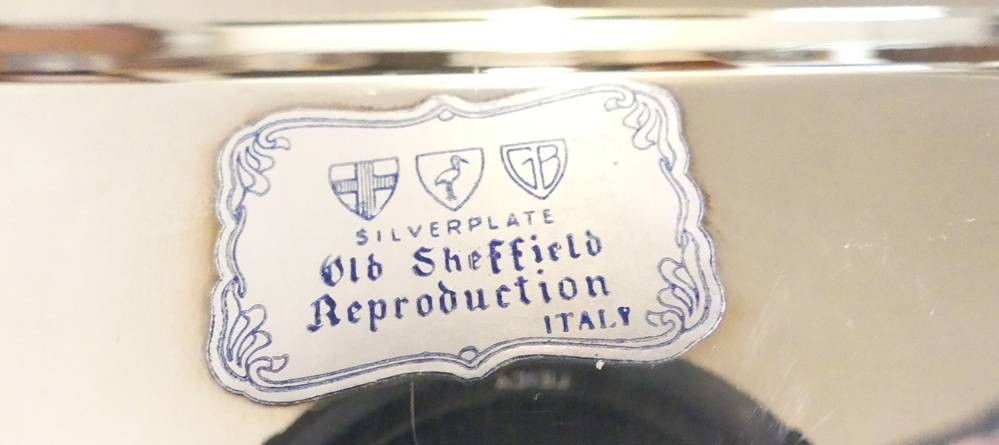 GB
SILVERPLATE
Old Sheffield
Reproduction
ITALY